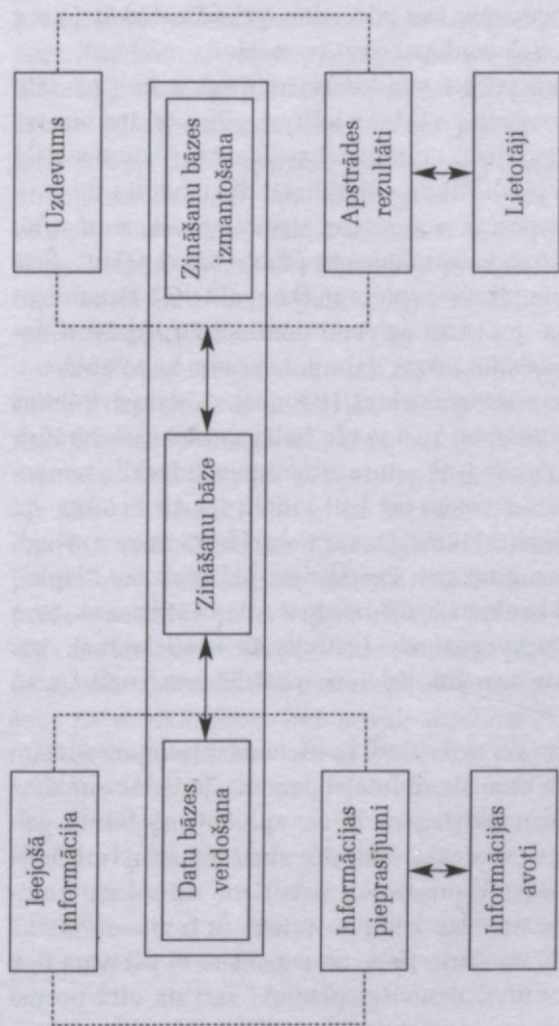 Ieejošā
informācija
Uzdevums
Datu bāzes
veidošana
Zināšanu bāze
Zināšanu bāzes
izmantošana
Informācijas
pieprasījumi
Apstrādes
rezultāti
Informācijas
avoti
Lietotāji